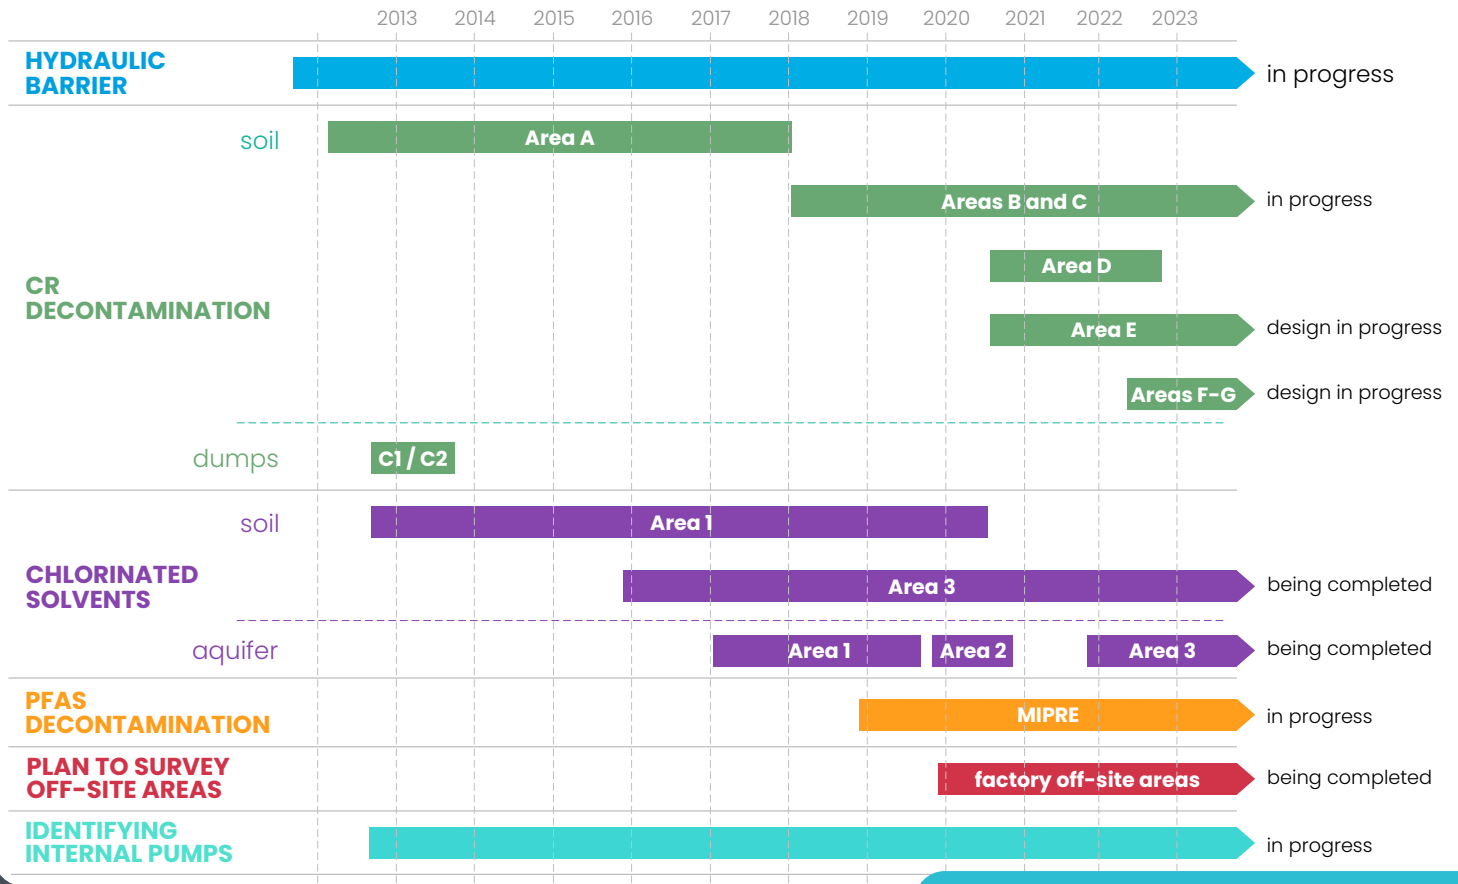 2013 2014 2015 2016 2017 2018 2019 2020 2021 2022 2023
HYDRAULIC
BARRIER
in progress
soil
Area A
Areas B and C
in progress
Area D
CR
DECONTAMINATION
Area E
design in progress
Areas F-G
design in progress
dumps
C1 / C2
soil
Area 1
CHLORINATED
SOLVENTS
Area 3
being completed
aquifer
Area 1
Area 2
Area 3
being completed
PFAS
DECONTAMINATION
MIPRE
in progress
PLAN TO SURVEY
OFF-SITE AREAS
factory off-site areas
being completed
IDENTIFYING
INTERNAL PUMPS
in progress